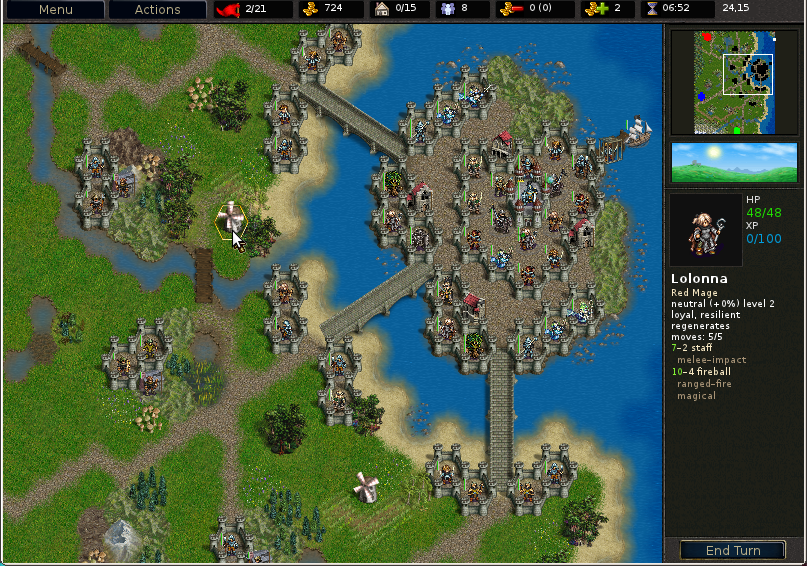 Menu
Actions
2/21
724
0/15
8
0 (0)
2
06:52
24,15
HP
48/48
XP
0/100
Lolonna
Red Mage
neutral (+0%) level 2
loyal, resilient
regenerates
moves: 5/5
7–2 staff
melee–impact
10–4 fireball
ranged–fire
magical
End Turn